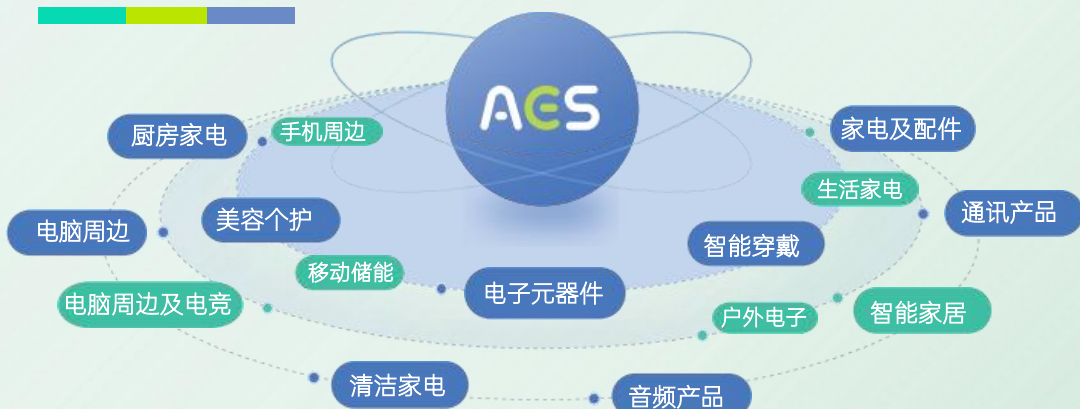 AES
厨房家电
手机周边
家电及配件
生活家电
电脑周边
美容个护
通讯产品
智能穿戴
移动储能
电子元器件
电脑周边及电竞
户外电子
智能家居
清洁家电
音频产品